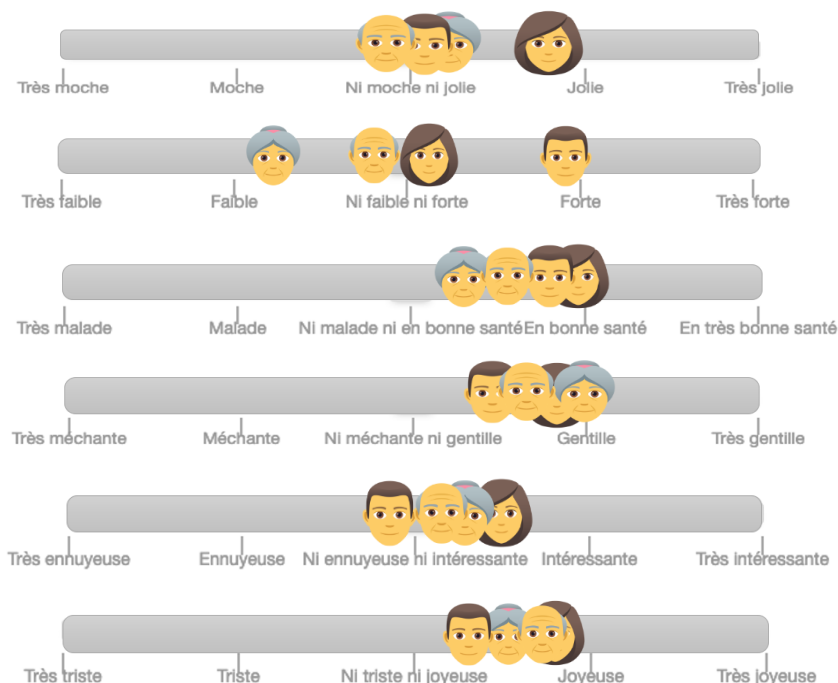 Très moche Moche Ni moche ni jolie Jolie Très jolie
Très faible Faible Ni faible ni forte Forte Très forte
Très malade Malade Ni malade ni en bonne santé En bonne santé En très bonne santé
Très méchante Méchante Ni méchante ni gentille Gentille Très gentille
Très ennuyeuse Ennuyeuse Ni ennuyeuse ni intéressante Intéressante Très intéressante
Très triste Triste Ni triste ni joyeuse Joyeuse Très joyeuse